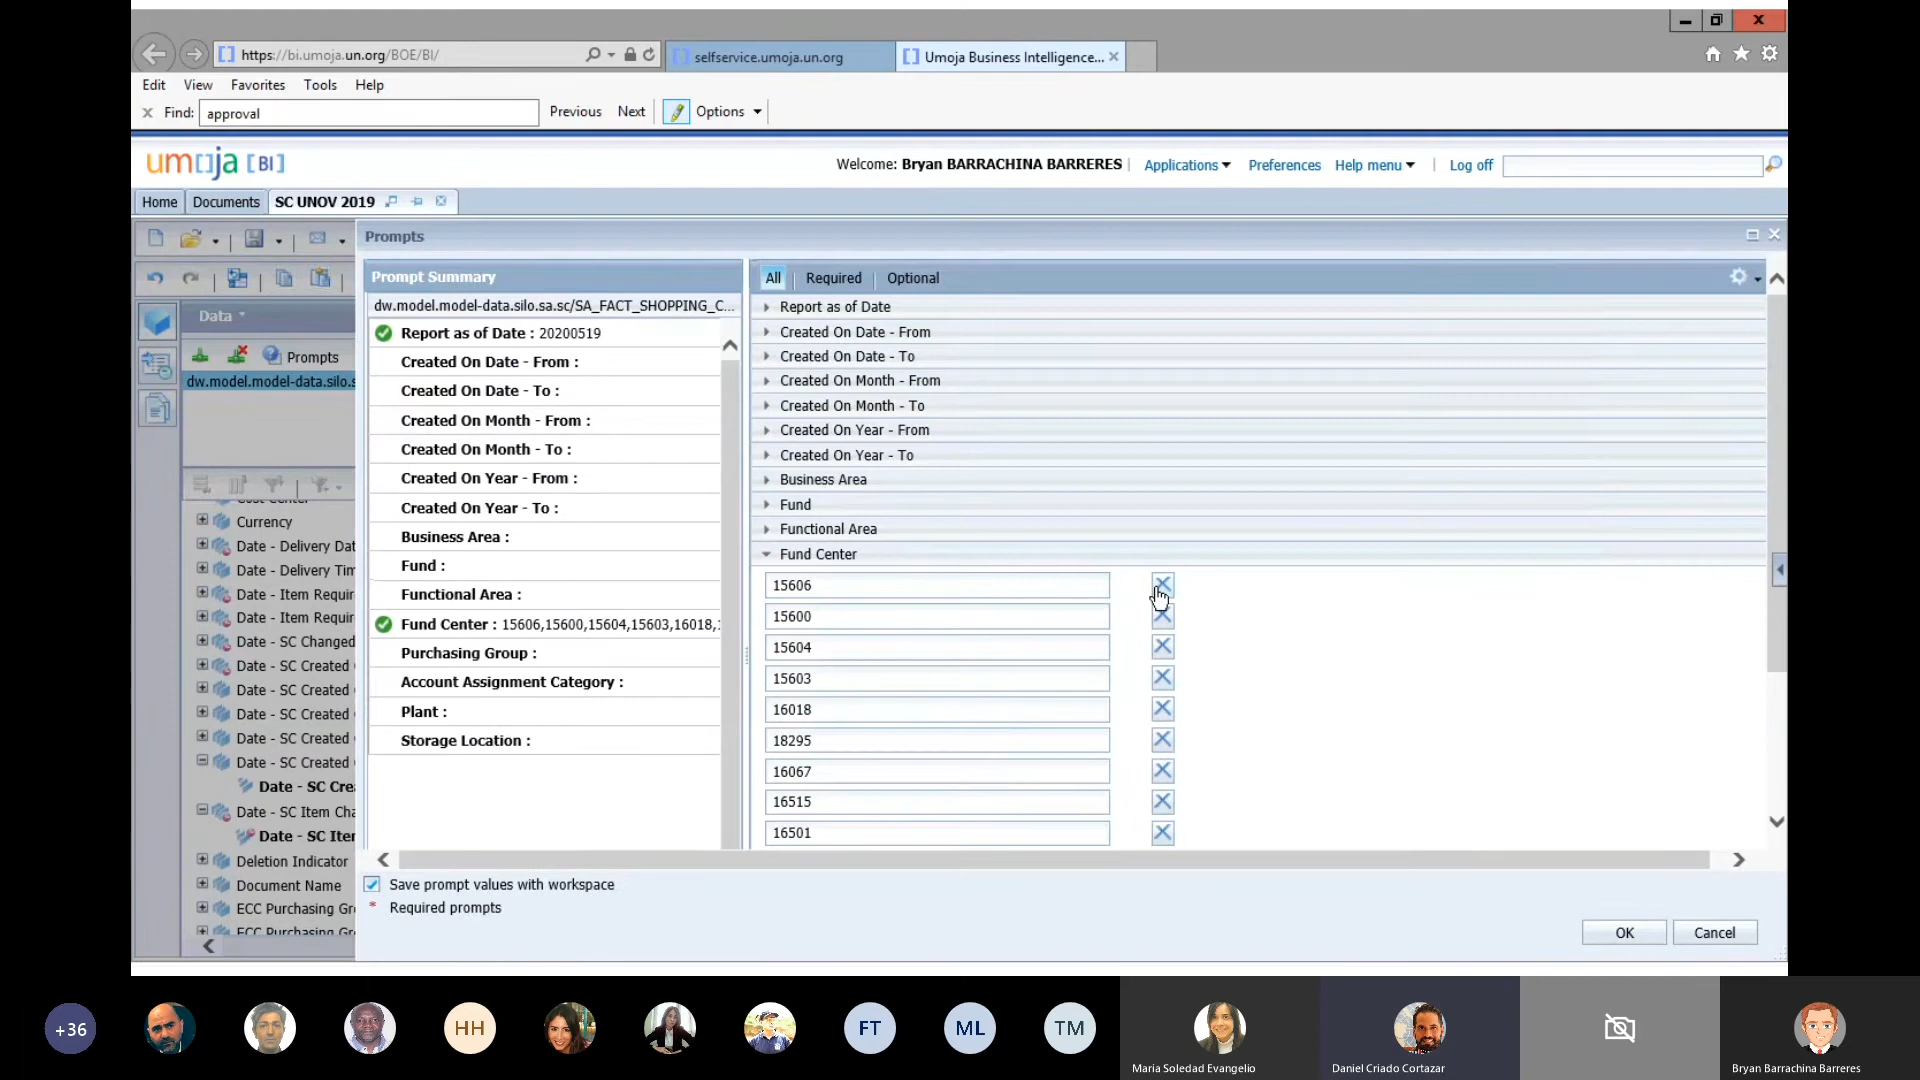 https://bi.umoja.un.org/BOE/BI/
selfservice.umoja.un.org
Umoja Business Intelligence...
Edit View Favorites Tools Help
Find: approval Previous Next Options
um[]ja [BI]
Welcome: Bryan BARRACHINA BARRERES Applications Preferences Help menu Log off
Home Documents SC UNOV 2019
Prompts
Data
Prompts
dw.model.model-data.silo.s
Currency
Date - Delivery Dat
Date - Delivery Tim
Date - Item Requir
Date - Item Requir
Date - SC Changed
Date - SC Created
Date - SC Created
Date - SC Created
Date - SC Created
Date - SC Created
Date - SC Cre
Date - SC Item Cha
Date - SC Iter
Deletion Indicator
Document Name
ECC Purchasing Gr
ECC Purchasing Gr
Prompt Summary
dw.model.model-data.silo.sa.sc/SA_FACT_SHOPPING_C...
Report as of Date : 20200519
Created On Date - From :
Created On Date - To :
Created On Month - From :
Created On Month - To :
Created On Year - From :
Created On Year - To :
Business Area :
Fund :
Functional Area :
Fund Center : 15606,15600,15604,15603,16018,
Purchasing Group :
Account Assignment Category :
Plant :
Storage Location :
All Required Optional
Report as of Date
Created On Date - From
Created On Date - To
Created On Month - From
Created On Month - To
Created On Year - From
Created On Year - To
Business Area
Fund
Functional Area
Fund Center
15606
15600
15604
15603
16018
18295
16067
16515
16501
Save prompt values with workspace
* Required prompts
OK Cancel
+36
HH
FT
ML
TM
Maria Soledad Evangelio
Daniel Criado Cortazar
Bryan Barrachina Barreres